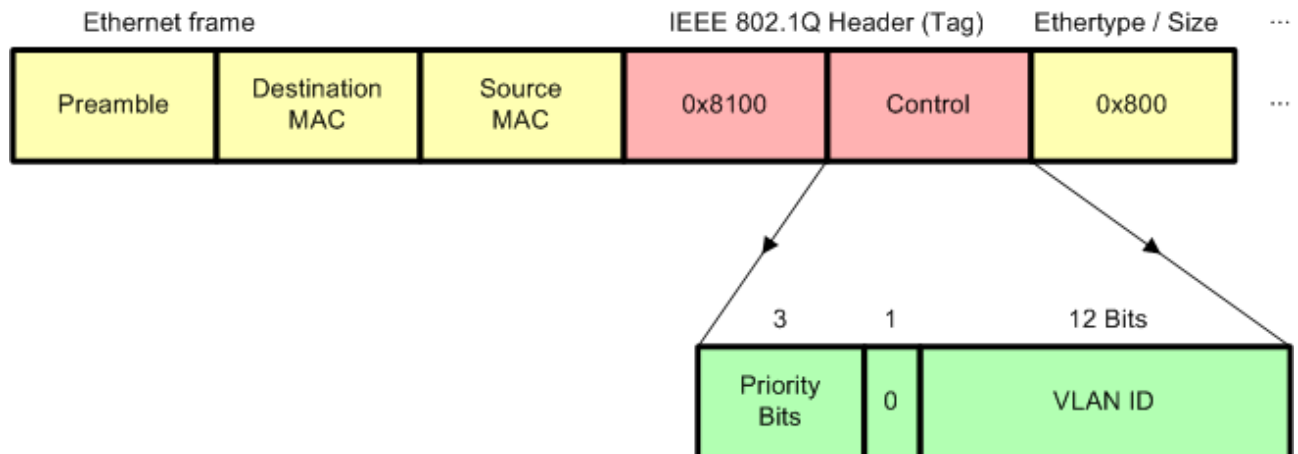 Ethernet frame IEEE 802.1Q Header (Tag) Ethertype / Size ...
Preamble
Destination
MAC
Source
MAC
0x8100
Control
0x800
...
3 1 12 Bits
Priority
Bits
0
VLAN ID